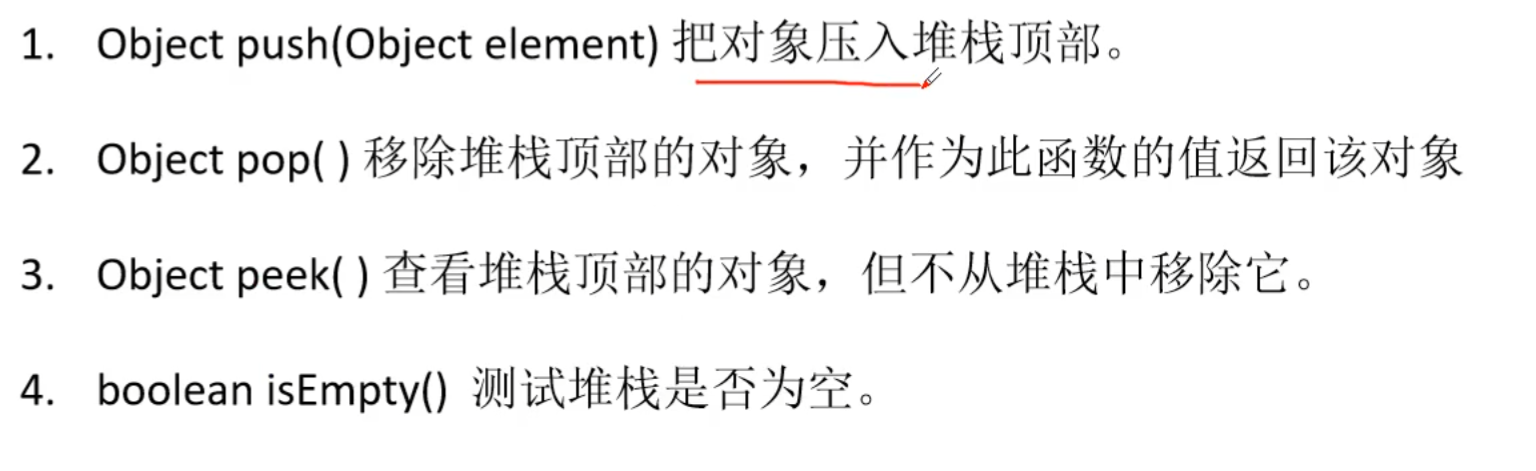 1. Object push(Object element) 把对象压入堆栈顶部。
2. Object pop( ) 移除堆栈顶部的对象，并作为此函数的值返回该对象
3. Object peek( ) 查看堆栈顶部的对象，但不从堆栈中移除它。
4. boolean isEmpty() 测试堆栈是否为空。